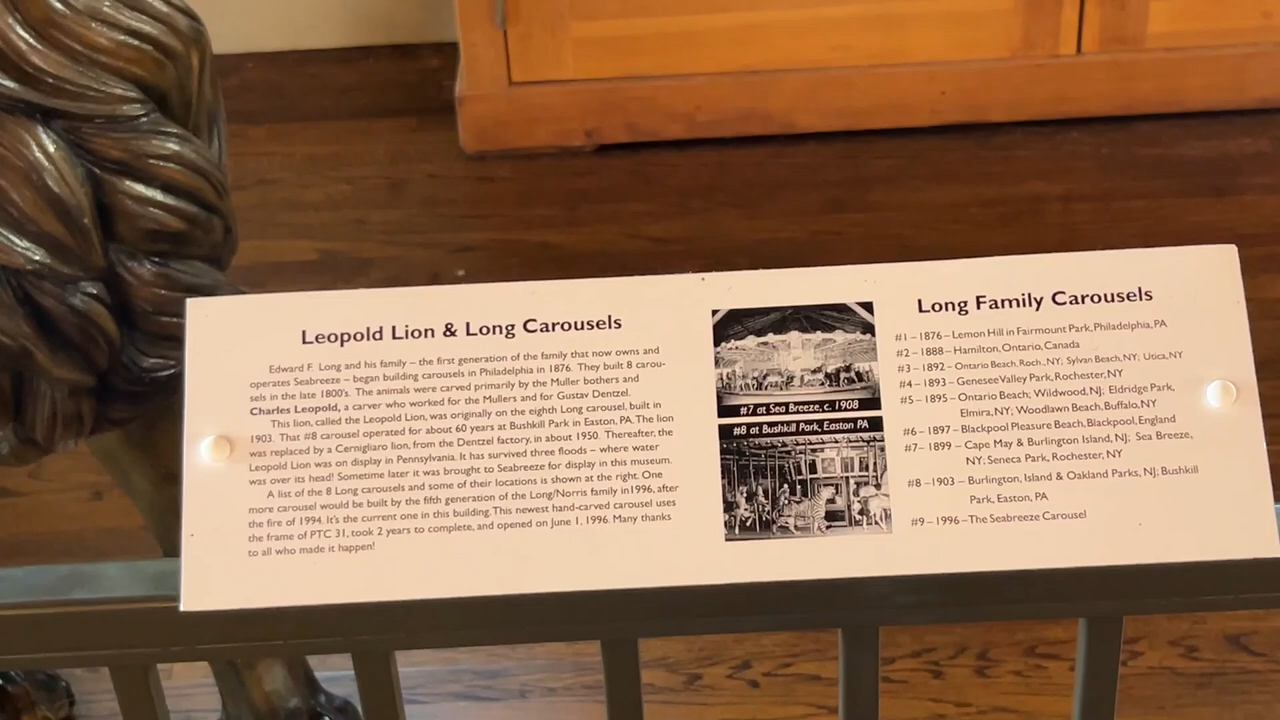 Leopold Lion & Long Carousels
Edward F. Long and his family – the first generation of the family that now owns and
operates Seabreeze – began building carousels in Philadelphia in 1876. They built 8 carou-
sels in the late 1800's. The animals were carved primarily by the Muller bothers and
Charles Leopold, a carver who worked for the Mullers and for Gustav Dentzel.
This lion, called the Leopold Lion, was originally on the eighth Long carousel, built in
1903. That #8 carousel operated for about 60 years at Bushkill Park in Easton, PA. The lion
was replaced by a Cernigliaro lion, from the Dentzel factory, in about 1950. Thereafter, the
Leopold Lion was on display in Pennsylvania. It has survived three floods – where water
was over its head! Sometime later it was brought to Seabreeze for display in this museum.
A list of the 8 Long carousels and some of their locations is shown at the right. One
more carousel would be built by the fifth generation of the Long/Norris family in1996, after
the fire of 1994. It's the current one in this building. This newest hand-carved carousel uses
the frame of PTC 31, took 2 years to complete, and opened on June 1, 1996. Many thanks
to all who made it happen!
#7 at Sea Breeze, c. 1908
#8 at Bushkill Park, Easton PA
Long Family Carousels
#1 – 1876 – Lemon Hill in Fairmount Park, Philadelphia, PA
#2 – 1888 – Hamilton, Ontario, Canada
#3 – 1892 – Ontario Beach, Roch., NY; Sylvan Beach, NY; Utica, NY
#4 – 1893 – Genesee Valley Park, Rochester, NY
#5 – 1895 – Ontario Beach; Wildwood, NJ; Eldridge Park,
Elmira, NY; Woodlawn Beach, Buffalo, NY
#6 – 1897 – Blackpool Pleasure Beach, Blackpool, England
#7– 1899 – Cape May & Burlington Island, NJ; Sea Breeze,
NY; Seneca Park, Rochester, NY
#8 –1903 – Burlington, Island & Oakland Parks, NJ; Bushkill
Park, Easton, PA
#9 – 1996 – The Seabreeze Carousel